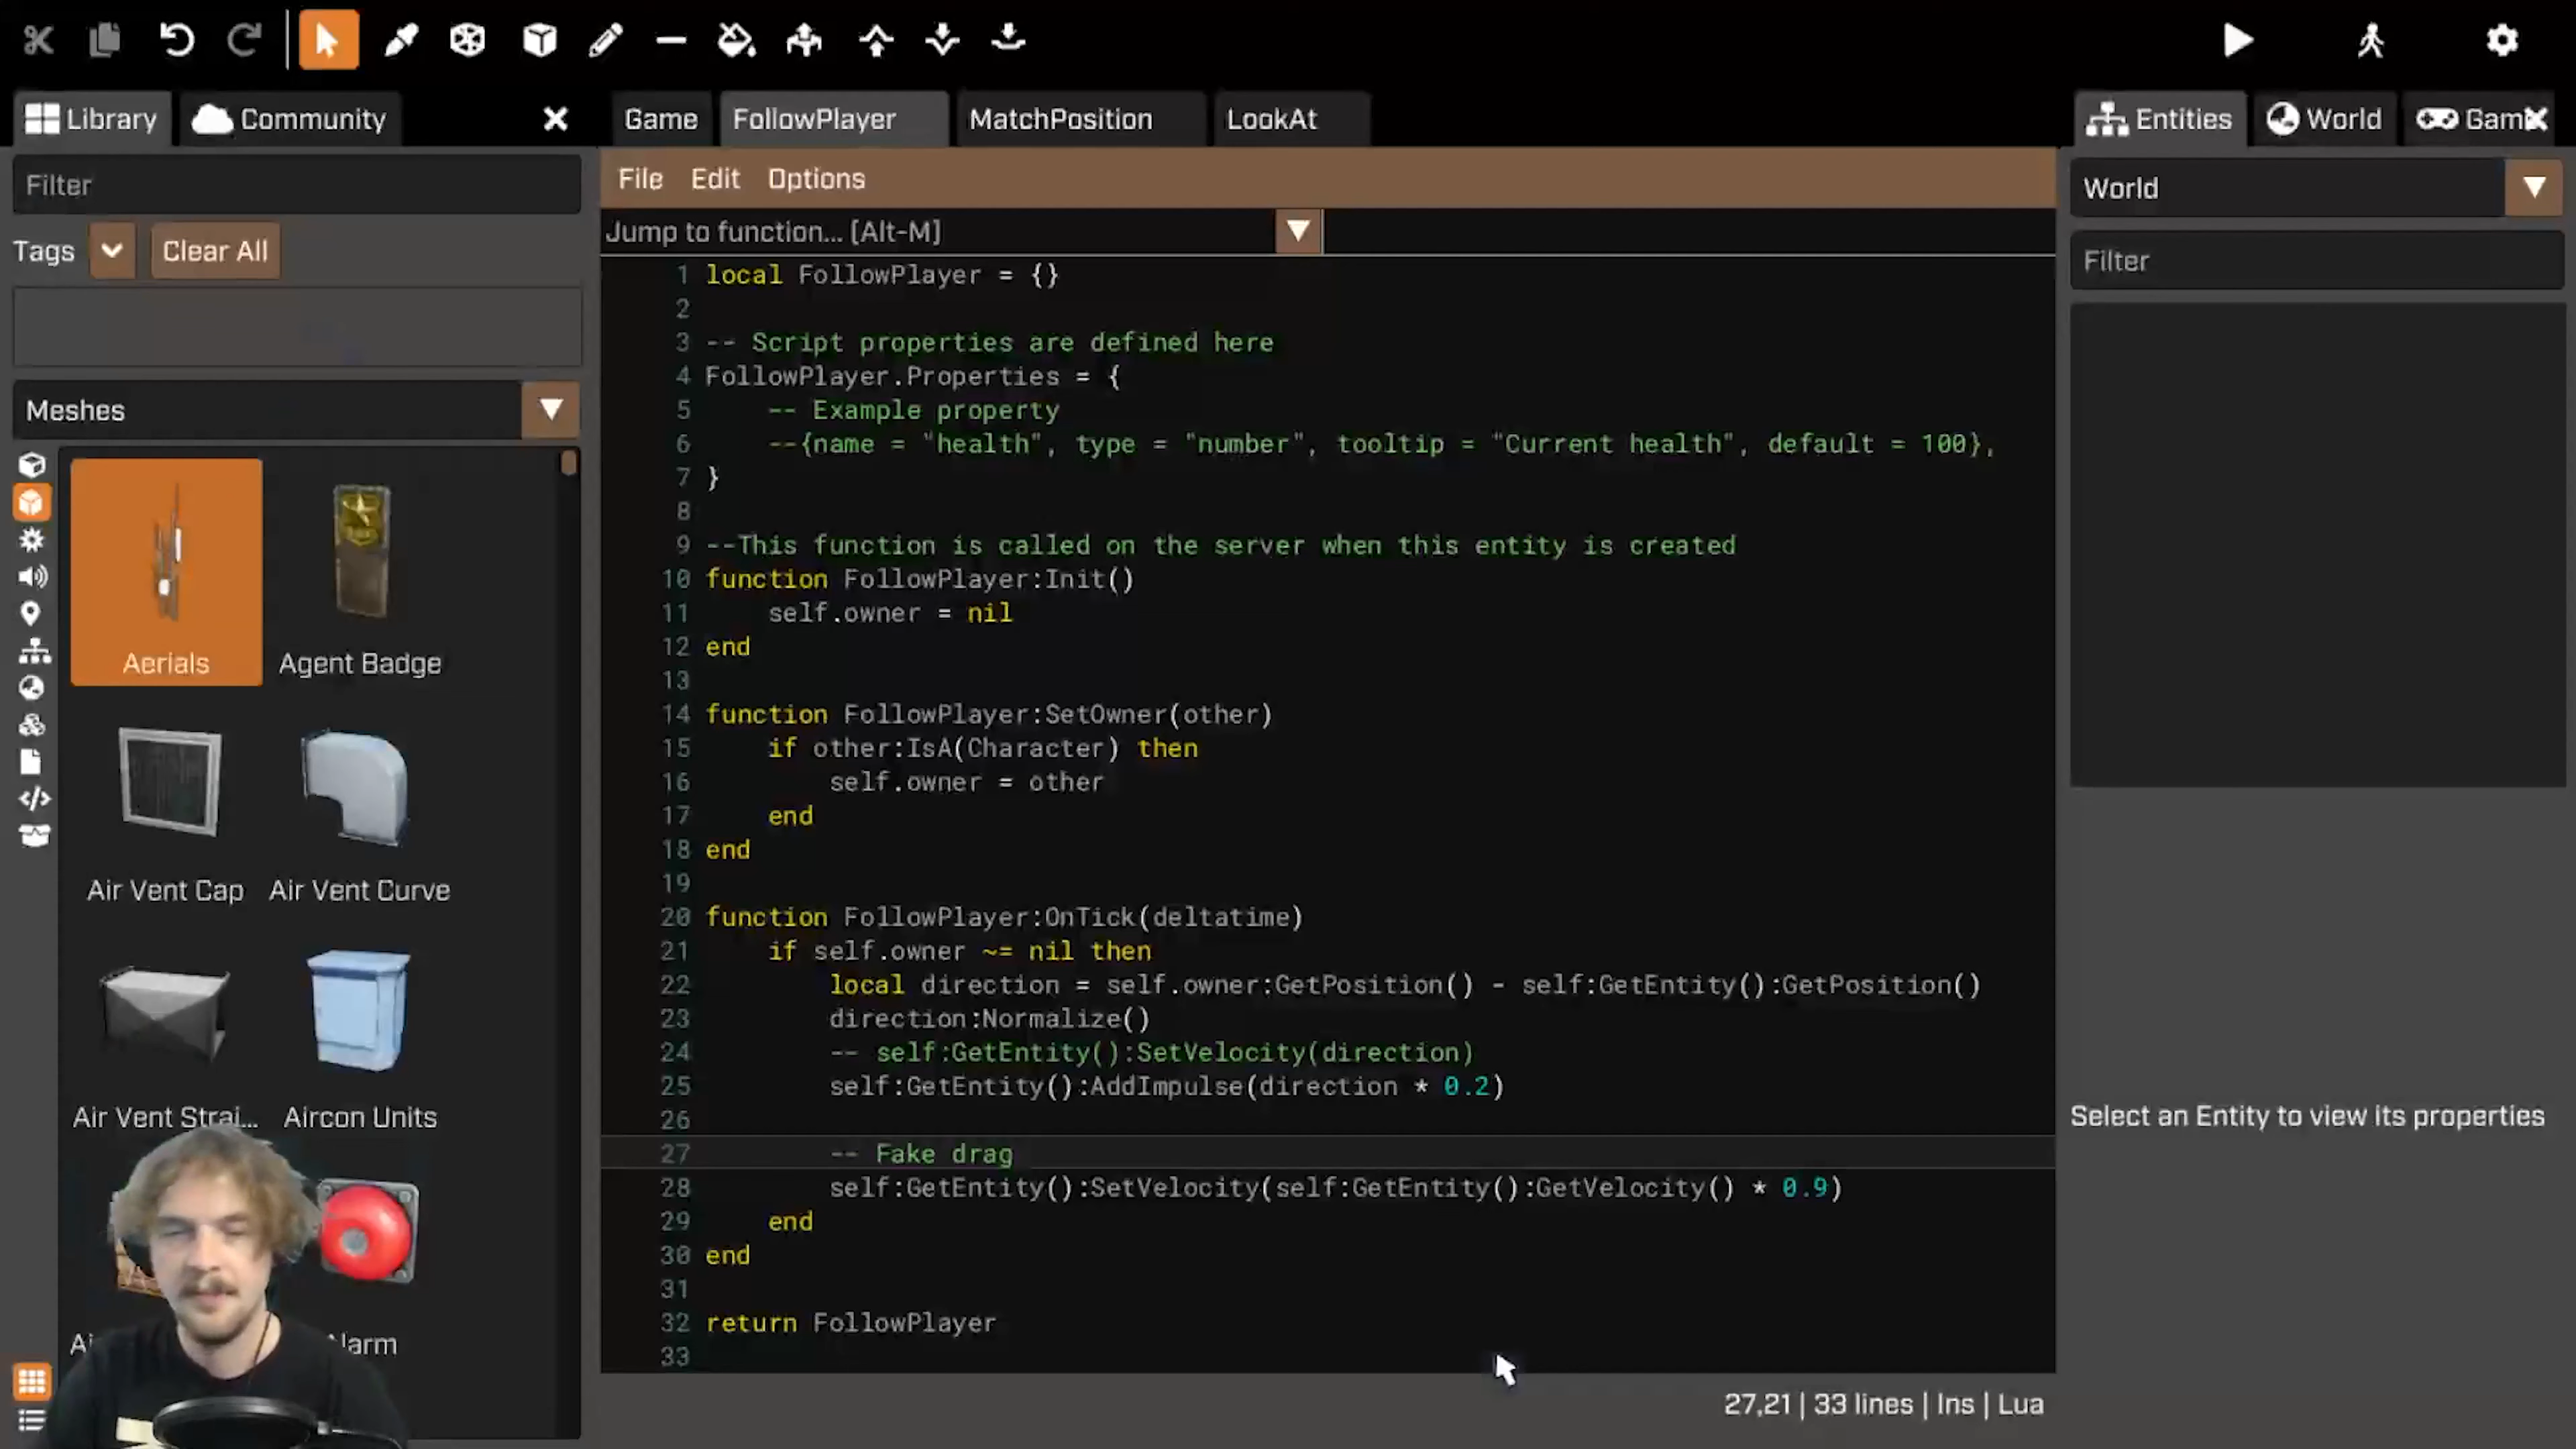 Library
Community
Game
FollowPlayer
MatchPosition
LookAt
Entities
World
Gam
Filter
Tags
Clear All
Meshes
Aerials
Agent Badge
Air Vent Cap
Air Vent Curve
Air Vent Strai...
Aircon Units
File Edit Options
Jump to function... [Alt-M]
1 local FollowPlayer = {}
2
3 -- Script properties are defined here
4 FollowPlayer.Properties = {
5 -- Example property
6 --{name = "health", type = "number", tooltip = "Current health", default = 100},
7 }
8
9 --This function is called on the server when this entity is created
10 function FollowPlayer:Init()
11 self.owner = nil
12 end
13
14 function FollowPlayer:SetOwner(other)
15 if other:IsA(Character) then
16 self.owner = other
17 end
18 end
19
20 function FollowPlayer:OnTick(deltatime)
21 if self.owner ~= nil then
22 local direction = self.owner:GetPosition() - self:GetEntity():GetPosition()
23 direction:Normalize()
24 -- self:GetEntity():SetVelocity(direction)
25 self:GetEntity():AddImpulse(direction * 0.2)
26
27 -- Fake drag
28 self:GetEntity():SetVelocity(self:GetEntity():GetVelocity() * 0.9)
29 end
30 end
31
32 return FollowPlayer
33
27,21 | 33 lines | Ins | Lua
World
Filter
Select an Entity to view its properties